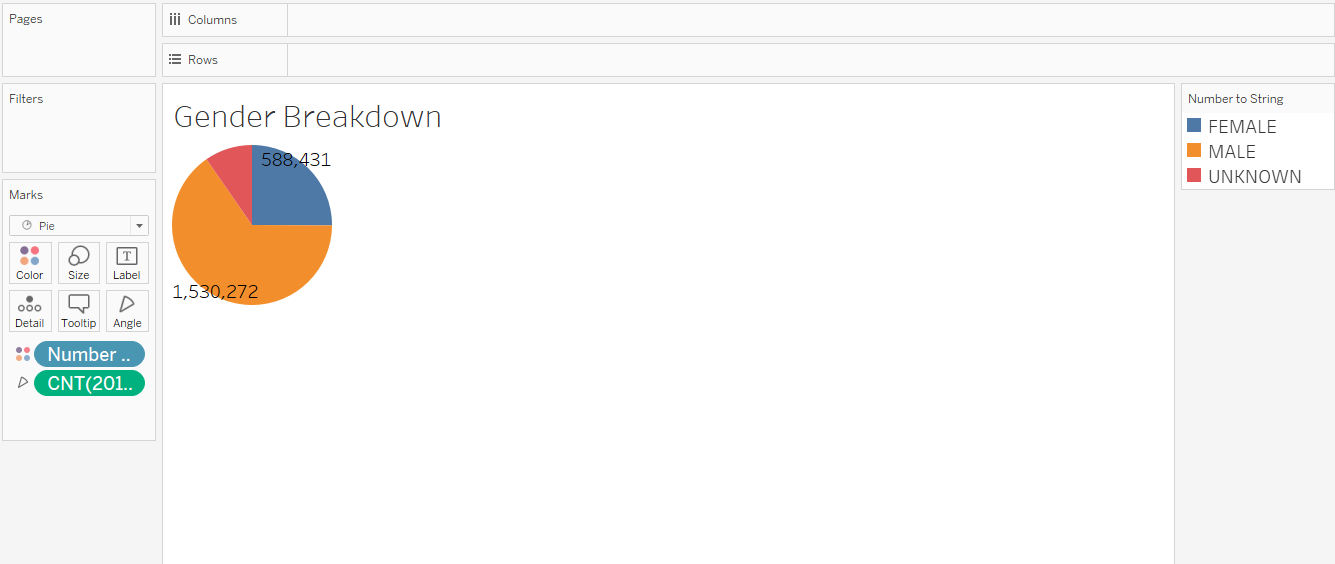 Pages
Columns
Rows
Filters
Marks
Pie
Color Size Label
T
Detail Tooltip Angle
Number ..
CNT(201..
Gender Breakdown
588,431
1,530,272
Number to String
FEMALE
MALE
UNKNOWN